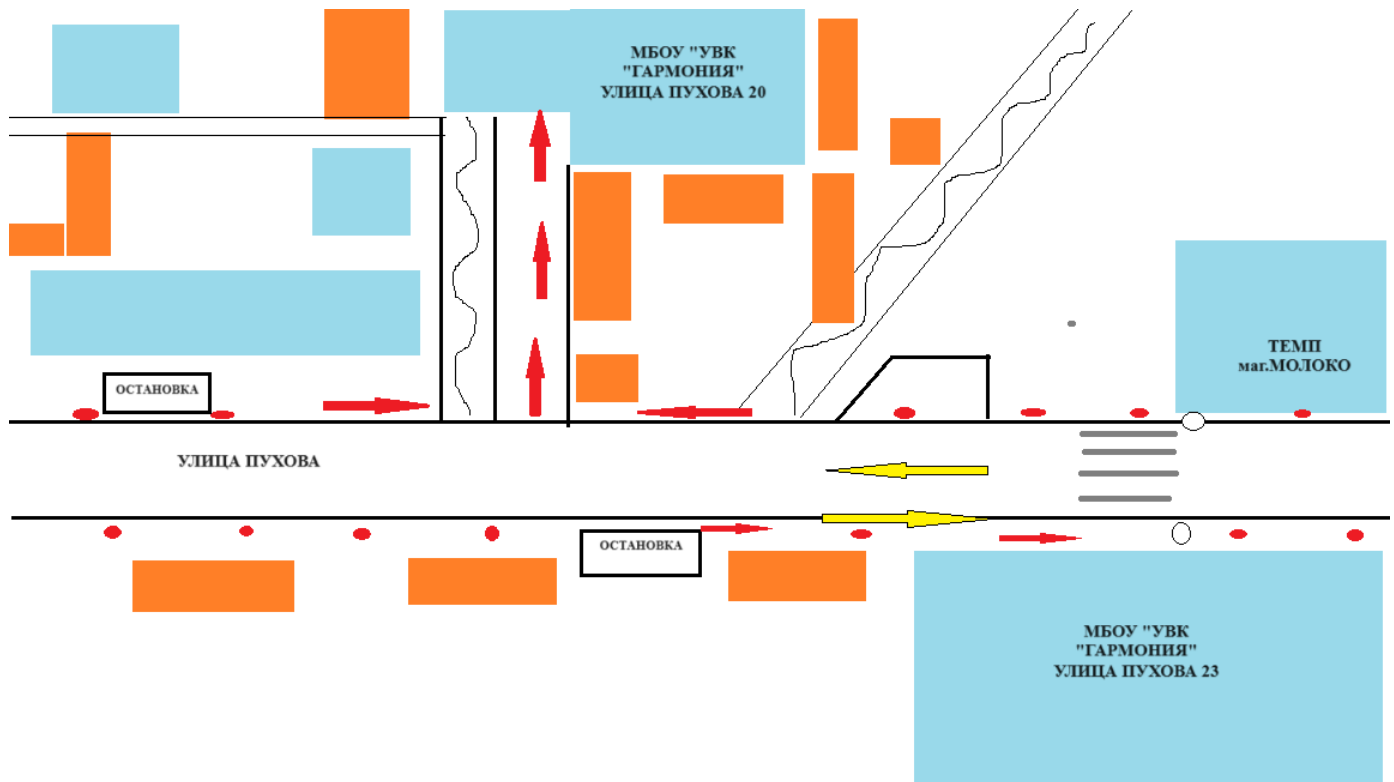 МБОУ "УВК
"ГАРМОНИЯ"
УЛИЦА ПУХОВА 20
ТЕМП
маг.МОЛОКО
ОСТАНОВКА
УЛИЦА ПУХОВА
ОСТАНОВКА
МБОУ "УВК
"ГАРМОНИЯ"
УЛИЦА ПУХОВА 23